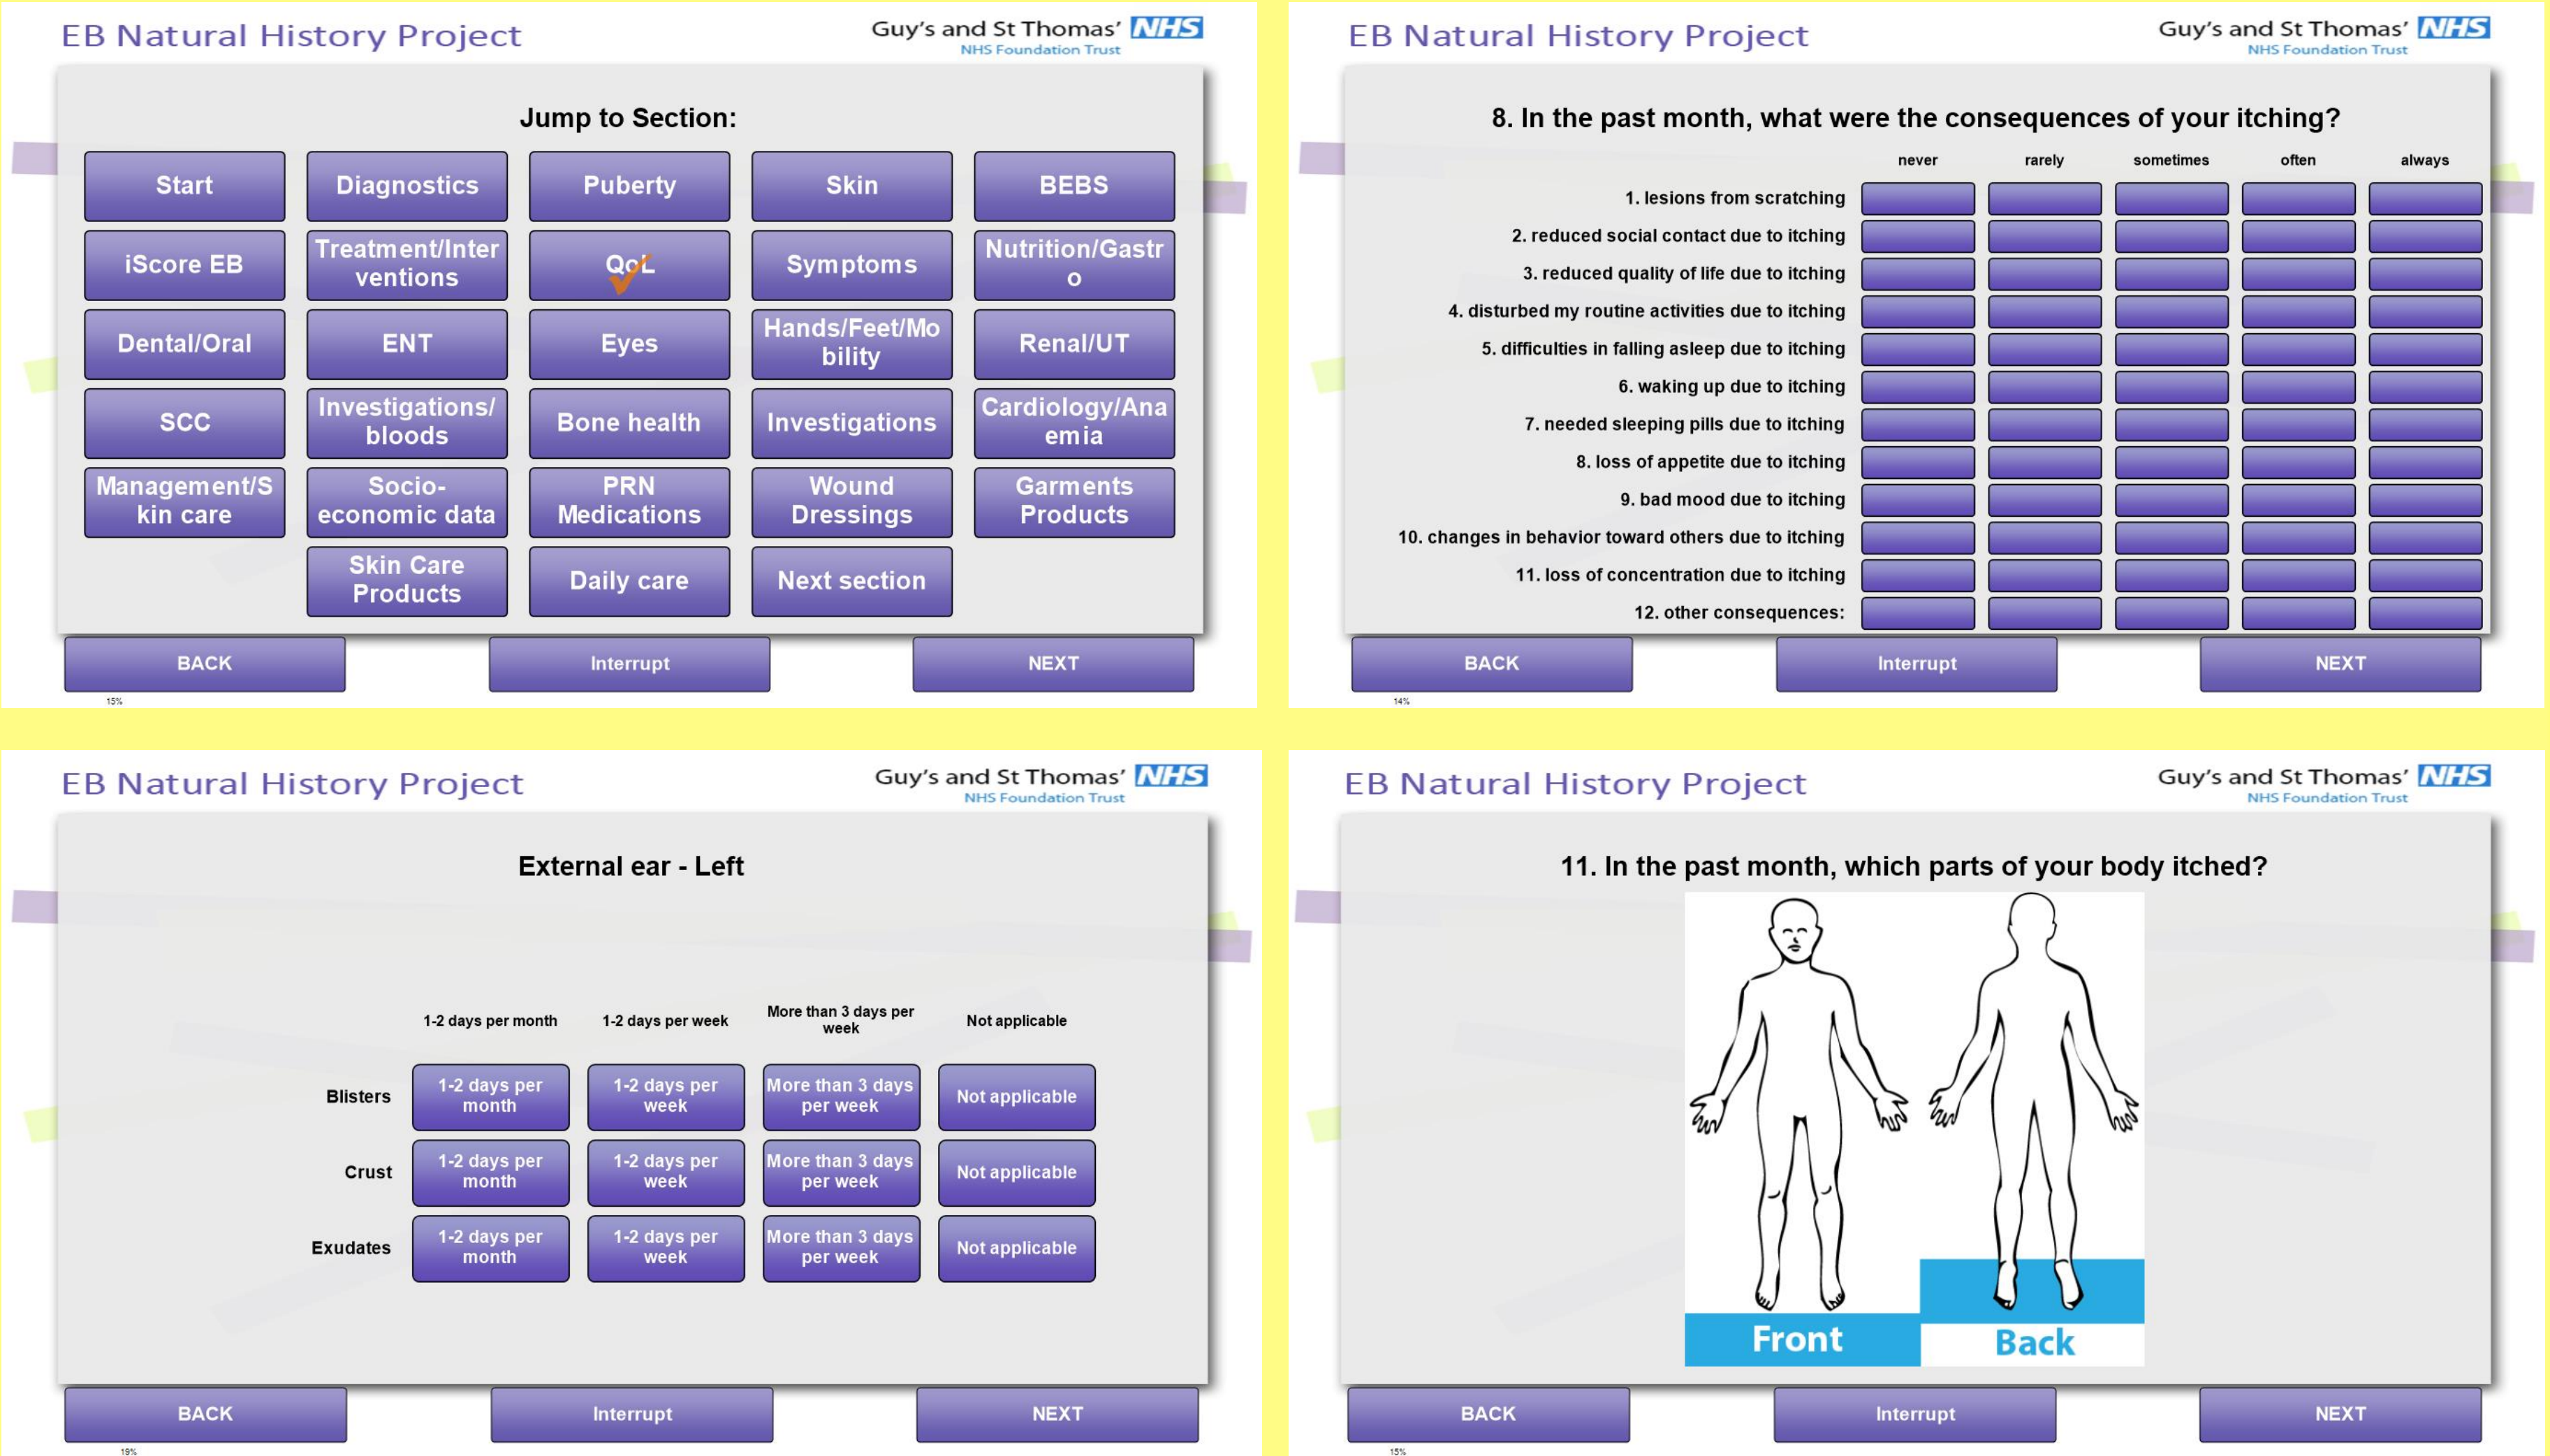 EB Natural History Project
Guy's and St Thomas' NHS
NHS Foundation Trust
Jump to Section:
Start
Diagnostics
Puberty
Skin
BEBS
iScore EB
Treatment/Inter
ventions
QoL
Symptoms
Nutrition/Gastr
o
Dental/Oral
ENT
Eyes
Hands/Feet/Mo
bility
Renal/UT
SCC
Investigations/
bloods
Bone health
Investigations
Cardiology/Ana
emia
Management/S
kin care
Socio-
economic data
PRN
Medications
Wound
Dressings
Garments
Products
Skin Care
Products
Daily care
Next section
BACK
Interrupt
NEXT
15%
EB Natural History Project
Guy's and St Thomas' NHS
NHS Foundation Trust
8. In the past month, what were the consequences of your itching?
never rarely sometimes often always
1. lesions from scratching
2. reduced social contact due to itching
3. reduced quality of life due to itching
4. disturbed my routine activities due to itching
5. difficulties in falling asleep due to itching
6. waking up due to itching
7. needed sleeping pills due to itching
8. loss of appetite due to itching
9. bad mood due to itching
10. changes in behavior toward others due to itching
11. loss of concentration due to itching
12. other consequences:
BACK
Interrupt
NEXT
14%
EB Natural History Project
Guy's and St Thomas' NHS
NHS Foundation Trust
External ear - Left
1-2 days per month
1-2 days per week
More than 3 days per
week
Not applicable
Blisters
1-2 days per
month
1-2 days per
week
More than 3 days
per week
Not applicable
Crust
1-2 days per
month
1-2 days per
week
More than 3 days
per week
Not applicable
Exudates
1-2 days per
month
1-2 days per
week
More than 3 days
per week
Not applicable
BACK
Interrupt
NEXT
19%
EB Natural History Project
Guy's and St Thomas' NHS
NHS Foundation Trust
11. In the past month, which parts of your body itched?
Front
Back
BACK
Interrupt
NEXT
15%